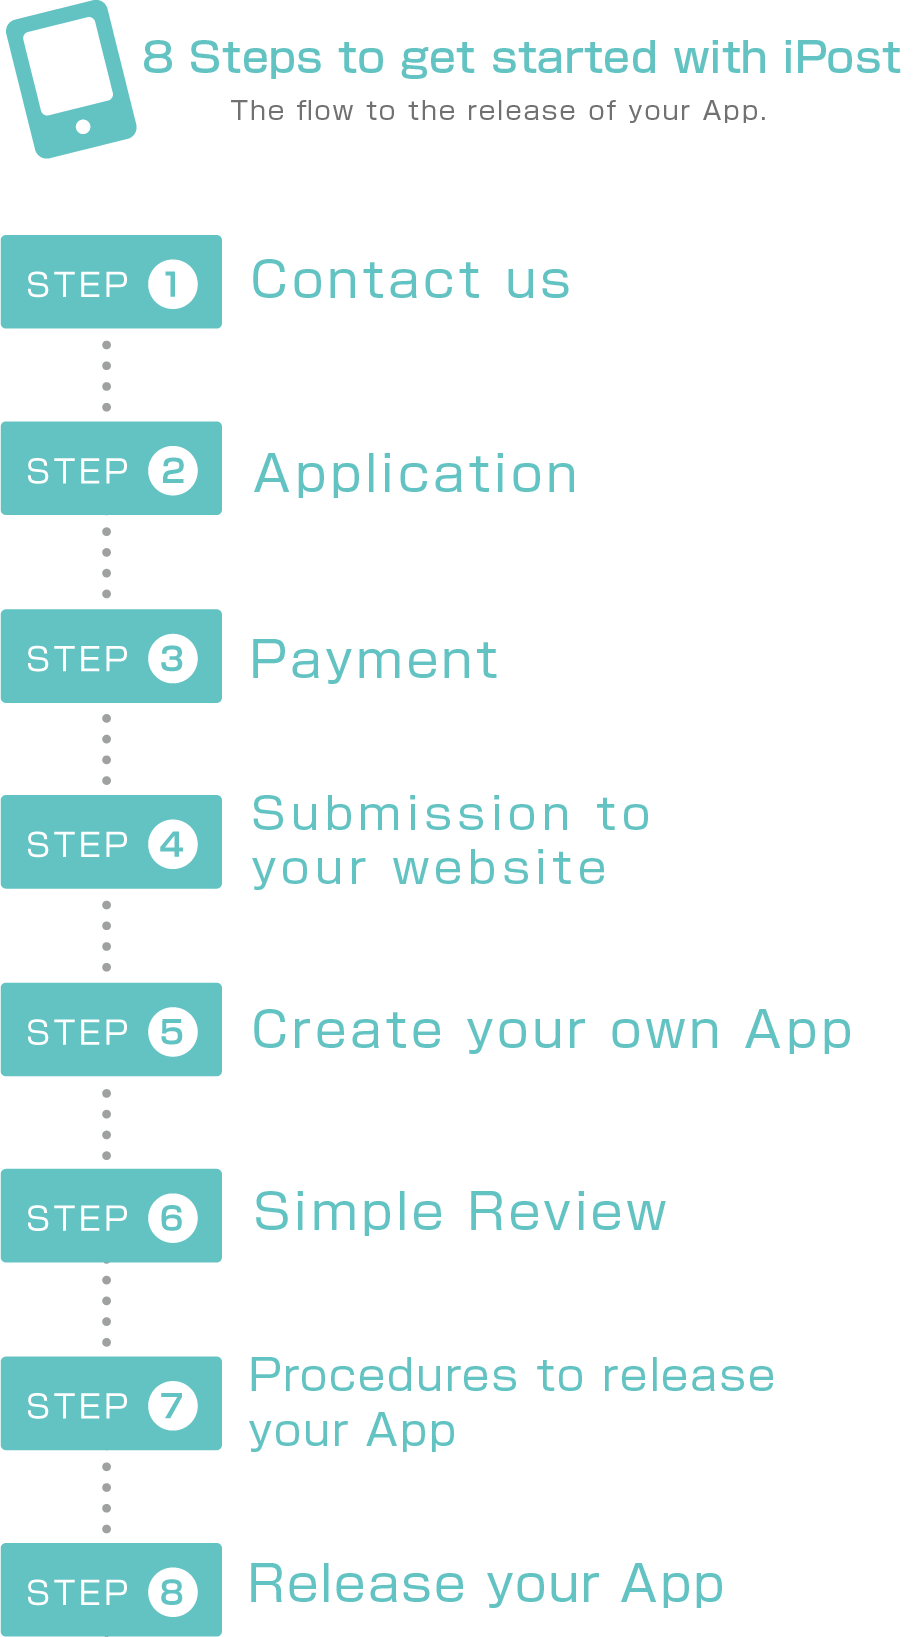 8 Steps to get started with iPost
The flow to the release of your App.
STEP 1 Contact us
STEP 2 Application
STEP 3 Payment
STEP 4 Submission to
your website
STEP 5 Create your own App
STEP 6 Simple Review
STEP 7 Procedures to release
your App
STEP 8 Release your App